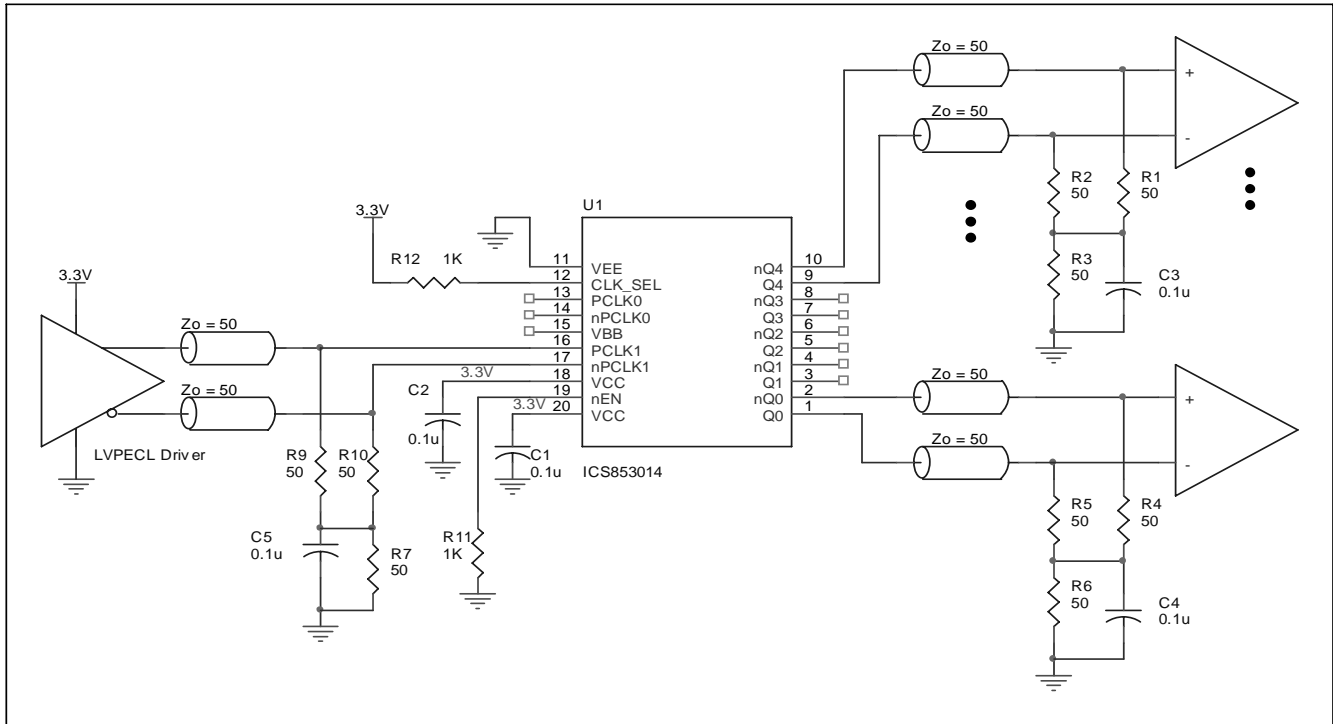 Zo = 50
+
Zo = 50
-
R2
50
R1
50
R3
50
C3
0.1u
U1
3.3V
R12 1K
11 VEE
12 CLK_SEL
13 PCLK0
14 nPCLK0
15 VBB
16 PCLK1
17 nPCLK1
18 VCC
19 nEN
20 VCC
nQ4 10
Q4 9
nQ3 8
Q3 7
nQ2 6
Q2 5
nQ1 4
Q1 3
nQ0 2
Q0 1
ICS853014
3.3V
Zo = 50
Zo = 50
LVPECL Driver
R9
50
R10
50
C5
0.1u
R7
50
3.3V
C2
0.1u
3.3V
C1
0.1u
R11
1K
Zo = 50
+
Zo = 50
-
R5
50
R4
50
R6
50
C4
0.1u